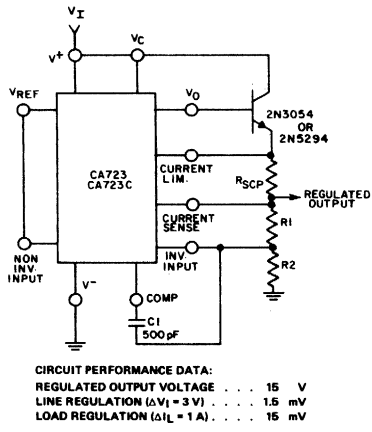 V_I
V+
V_C
V_REF
V_O
2N3054
OR
2N5294
CA723
CA723C
CURRENT
LIM.
R_SCP
REGULATED
OUTPUT
CURRENT
SENSE
R1
NON
INV.
INPUT
INV.
INPUT
R2
V−
COMP
C1
500pF
CIRCUIT PERFORMANCE DATA:
REGULATED OUTPUT VOLTAGE . . . . 15 V
LINE REGULATION (ΔV_I = 3 V) . . . . 1.5 mV
LOAD REGULATION (ΔI_L = 1 A) . . . . 15 mV